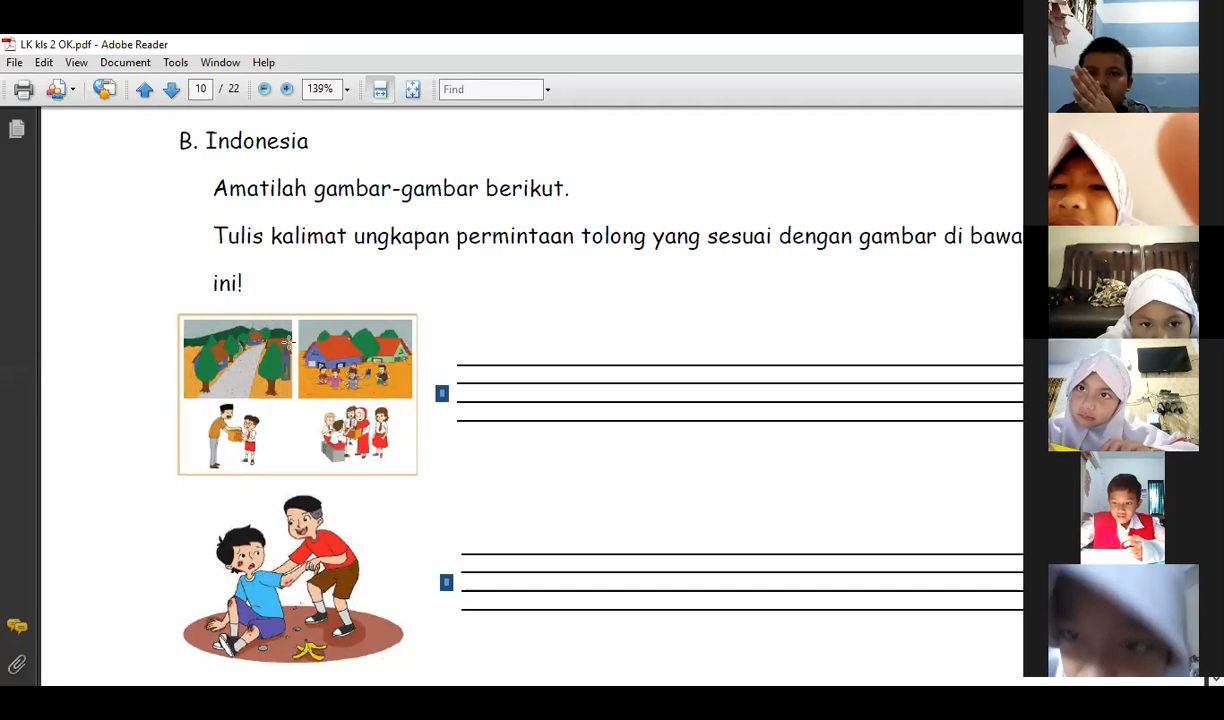 LK kls 2 OK.pdf - Adobe Reader
File Edit View Document Tools Window Help
10 / 22 139% Find
B. Indonesia
Amatilah gambar-gambar berikut.
Tulis kalimat ungkapan permintaan tolong yang sesuai dengan gambar di bawa
ini!